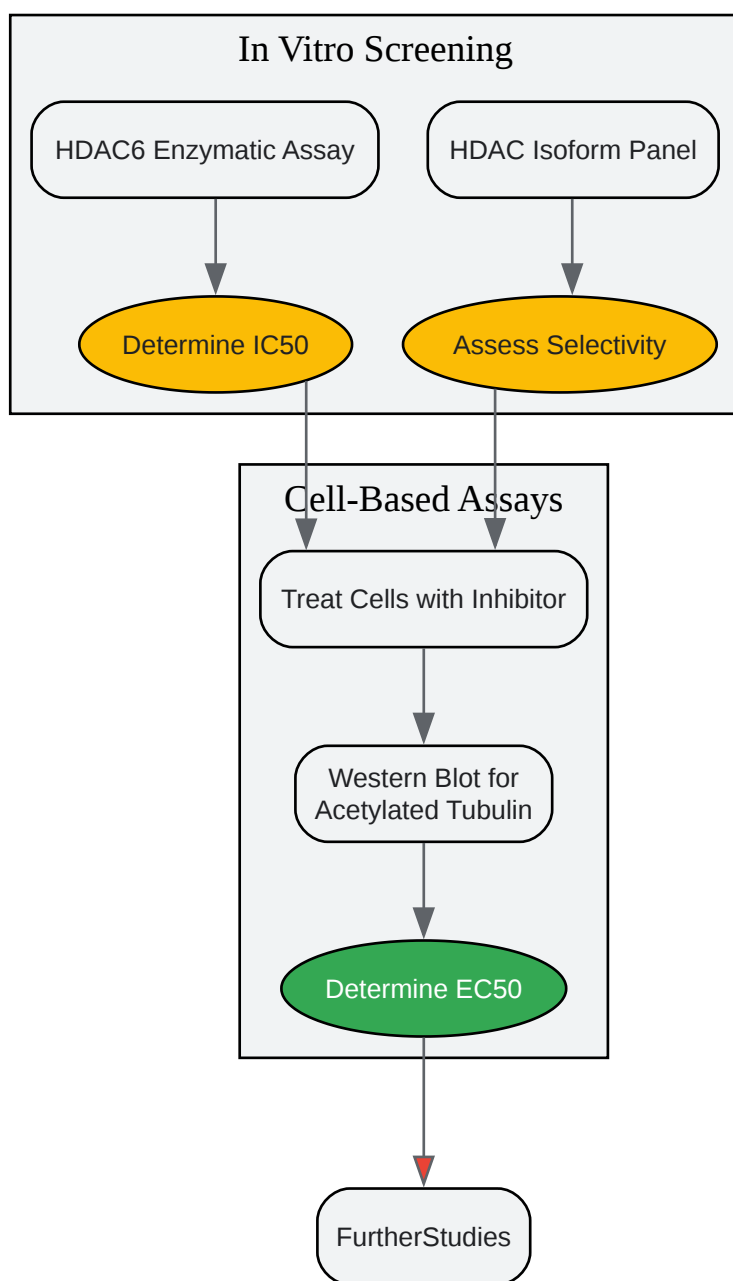 In Vitro Screening
HDAC6 Enzymatic Assay
HDAC Isoform Panel
Determine IC50
Assess Selectivity
Cell-Based Assays
Treat Cells with Inhibitor
Western Blot for
Acetylated Tubulin
Determine EC50
FurtherStudies